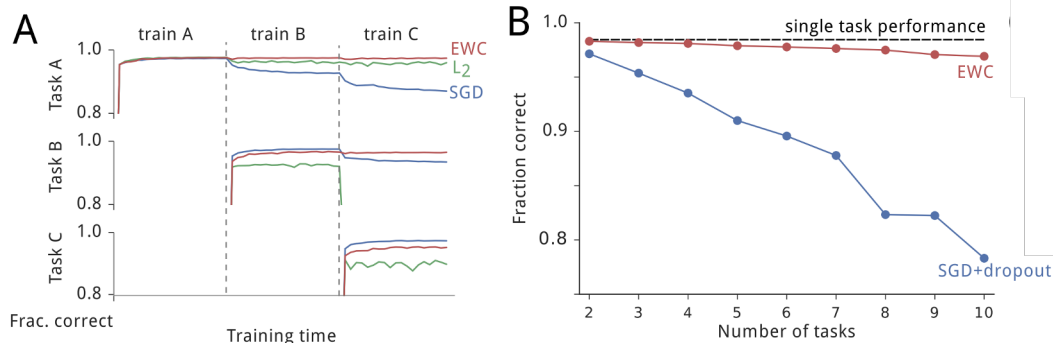 A
train A
train B
train C
1.0
0.8
Task A
EWC
L2
SGD
1.0
0.8
Task B
1.0
0.8
Task C
Frac. correct
Training time
B
1.0
0.9
0.8
Fraction correct
single task performance
EWC
SGD+dropout
2 3 4 5 6 7 8 9 10
Number of tasks